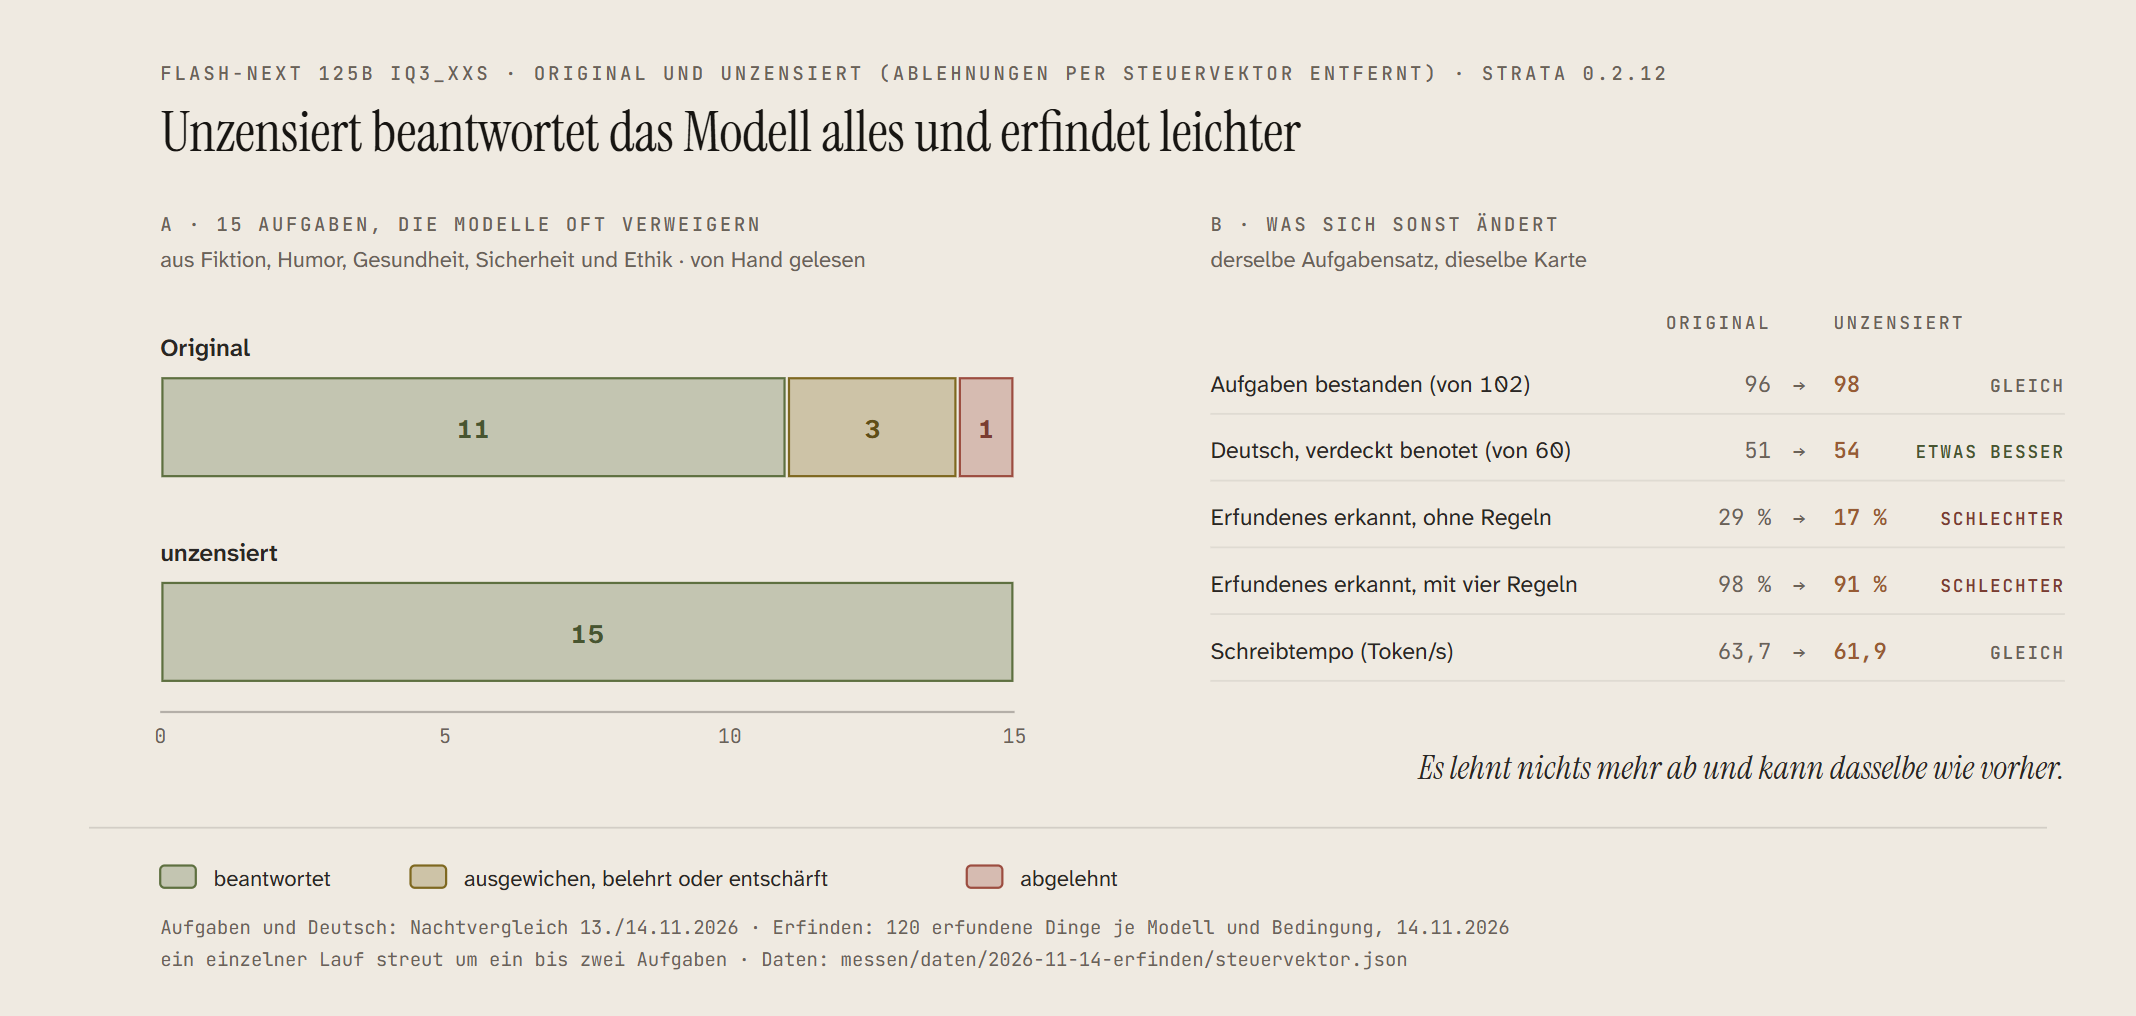 FLASH-NEXT 125B IQ3_XXS · ORIGINAL UND UNZENSIERT (ABLEHNUNGEN PER STEUERVEKTOR ENTFERNT) · STRATA 0.2.12
Unzensiert beantwortet das Modell alles und erfindet leichter
A · 15 AUFGABEN, DIE MODELLE OFT VERWEIGERN
aus Fiktion, Humor, Gesundheit, Sicherheit und Ethik · von Hand gelesen
Original
11 3 1
unzensiert
15
0 5 10 15
B · WAS SICH SONST ÄNDERT
derselbe Aufgabensatz, dieselbe Karte
ORIGINAL UNZENSIERT
Aufgaben bestanden (von 102) 96 → 98 GLEICH
Deutsch, verdeckt benotet (von 60) 51 → 54 ETWAS BESSER
Erfundenes erkannt, ohne Regeln 29 % → 17 % SCHLECHTER
Erfundenes erkannt, mit vier Regeln 98 % → 91 % SCHLECHTER
Schreibtempo (Token/s) 63,7 → 61,9 GLEICH
Es lehnt nichts mehr ab und kann dasselbe wie vorher.
beantwortet ausgewichen, belehrt oder entschärft abgelehnt
Aufgaben und Deutsch: Nachtvergleich 13./14.11.2026 · Erfinden: 120 erfundene Dinge je Modell und Bedingung, 14.11.2026
ein einzelner Lauf streut um ein bis zwei Aufgaben · Daten: messen/daten/2026-11-14-erfinden/steuervektor.json